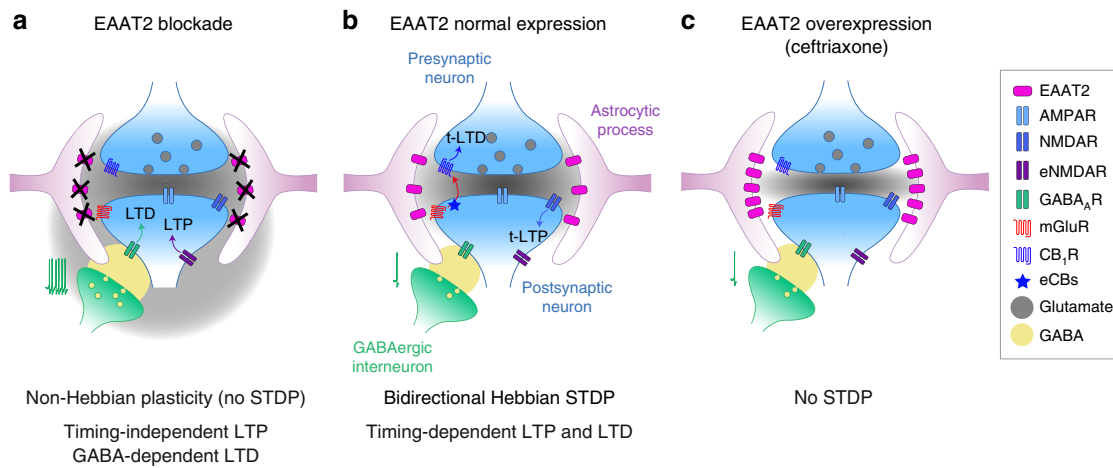 a
EAAT2 blockade
LTD
LTP
Non-Hebbian plasticity (no STDP)
Timing-independent LTP
GABA-dependent LTD
b
EAAT2 normal expression
Presynaptic
neuron
Astrocytic
process
t-LTD
t-LTP
Postsynaptic
neuron
GABAergic
interneuron
Bidirectional Hebbian STDP
Timing-dependent LTP and LTD
c
EAAT2 overexpression
(ceftriaxone)
No STDP
EAAT2
AMPAR
NMDAR
eNMDAR
GABA_AR
mGluR
CB₁R
eCBs
Glutamate
GABA